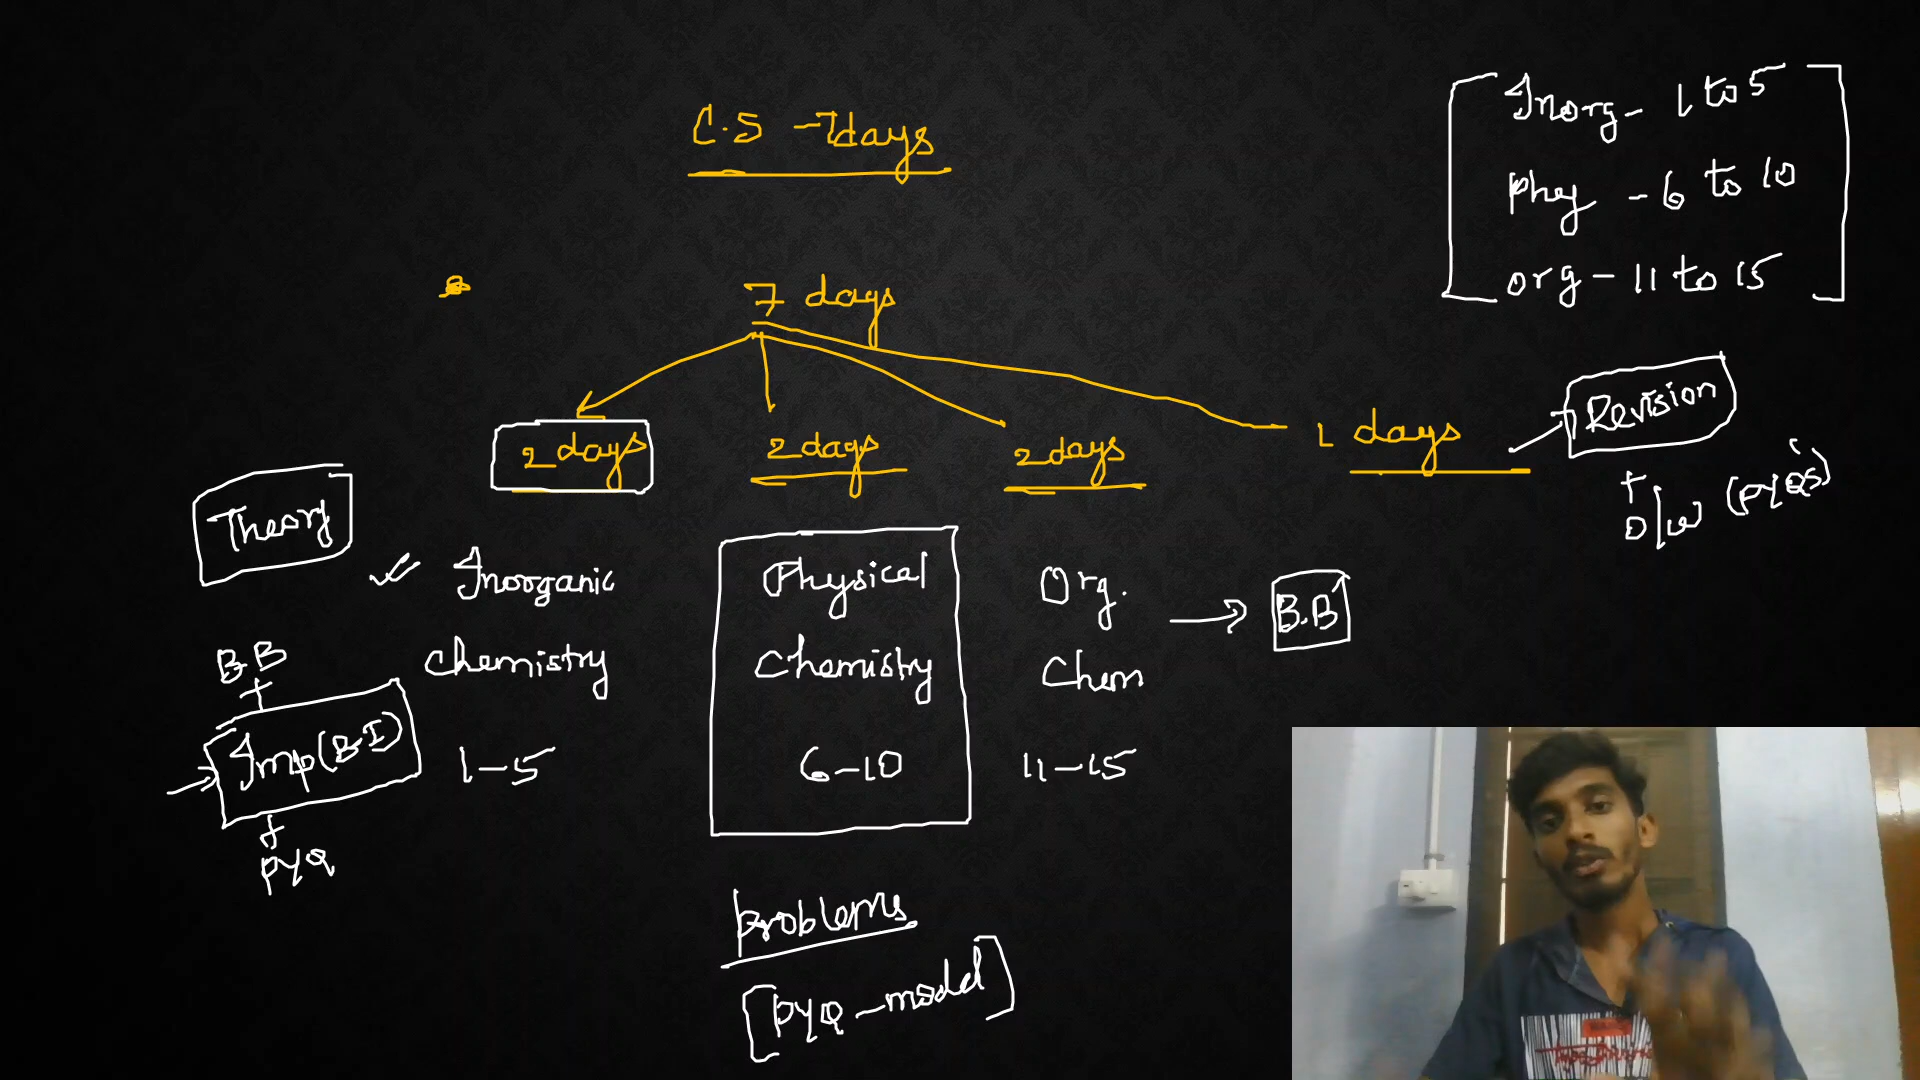 C.S - 7days
Inorg - 1 to 5
phy - 6 to 10
org - 11 to 15
7 days
2 days
2 days
2 days
1 days
Revision
+
D/W (PYQ's)
Theory
Inorganic
Chemistry
1-5
Physical
Chemistry
6-10
Org.
Chem
11-15
B.B
BB
+
Imp(B.I)
+
PYQ
Problems
[PYQ-model]